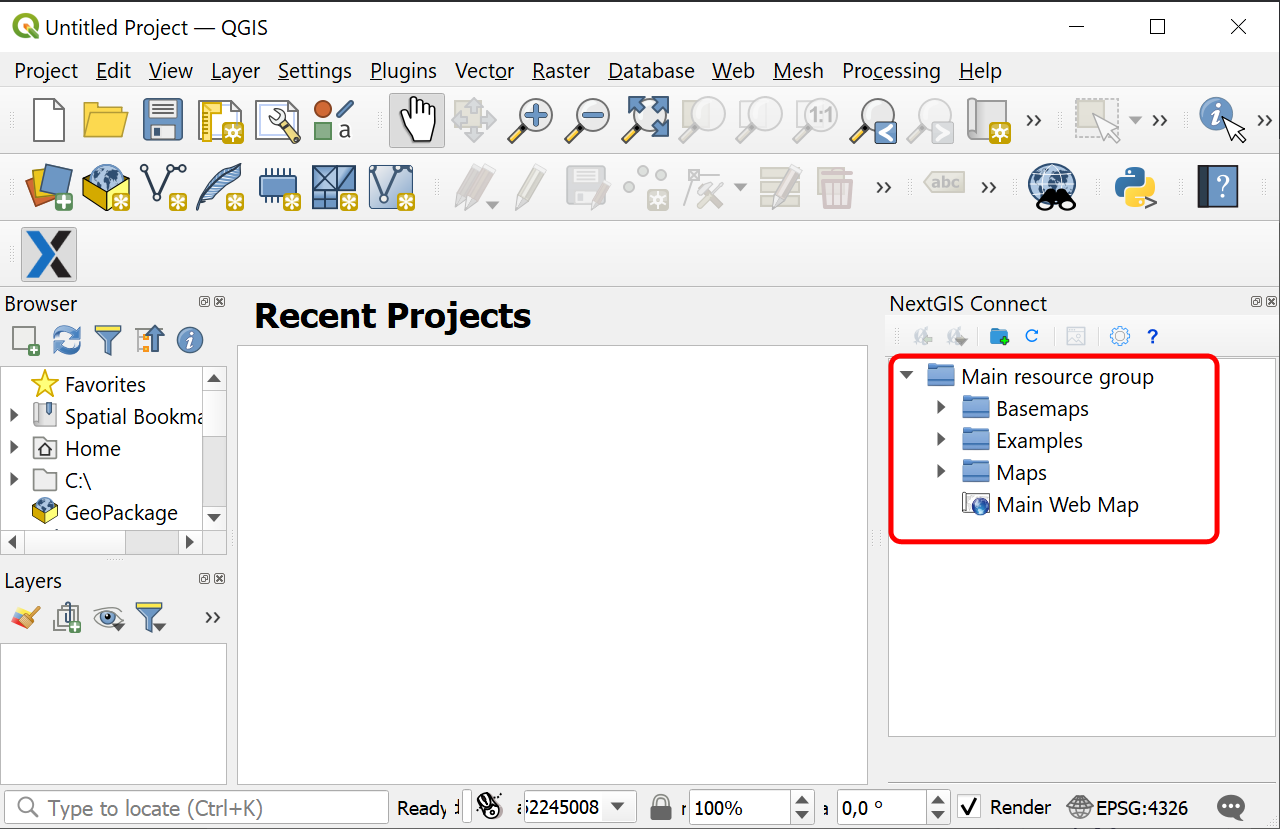 Untitled Project — QGIS
Project Edit View Layer Settings Plugins Vector Raster Database Web Mesh Processing Help
a
1:1
abc
?
Browser
Favorites
Spatial Bookma
Home
C:\
GeoPackage
Layers
Recent Projects
NextGIS Connect
?
Main resource group
Basemaps
Examples
Maps
Main Web Map
Type to locate (Ctrl+K)
Ready 52245008 100% 0,0 ° Render EPSG:4326